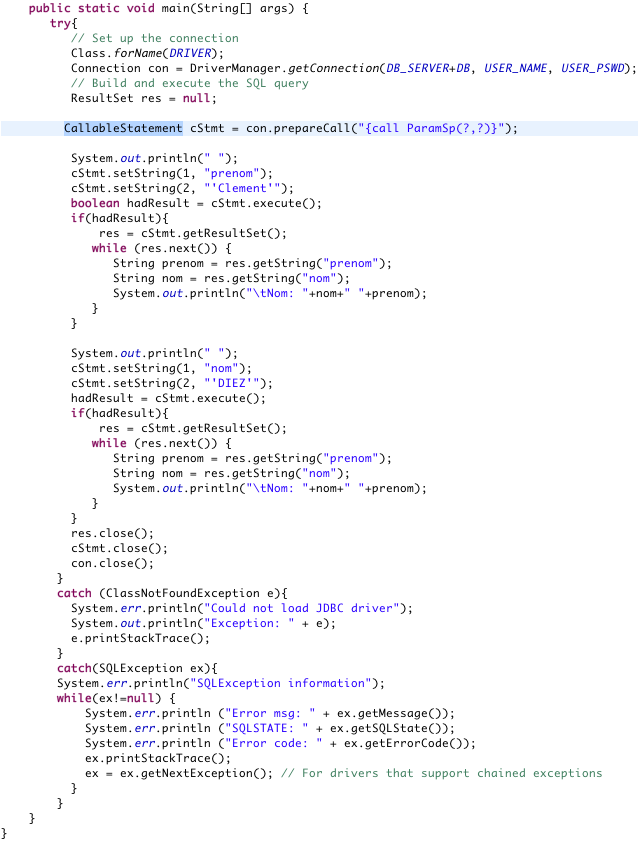 public static void main(String[] args) {
try{
// Set up the connection
Class.forName(DRIVER);
Connection con = DriverManager.getConnection(DB_SERVER+DB, USER_NAME, USER_PSWD);
// Build and execute the SQL query
ResultSet res = null;
CallableStatement cStmt = con.prepareCall("{call ParamSp(?,?)}");
System.out.println(" ");
cStmt.setString(1, "prenom");
cStmt.setString(2, "'Clement'");
boolean hadResult = cStmt.execute();
if(hadResult){
res = cStmt.getResultSet();
while (res.next()) {
String prenom = res.getString("prenom");
String nom = res.getString("nom");
System.out.println("\tNom: "+nom+" "+prenom);
}
}
System.out.println(" ");
cStmt.setString(1, "nom");
cStmt.setString(2, "'DIEZ'");
hadResult = cStmt.execute();
if(hadResult){
res = cStmt.getResultSet();
while (res.next()) {
String prenom = res.getString("prenom");
String nom = res.getString("nom");
System.out.println("\tNom: "+nom+" "+prenom);
}
}
res.close();
cStmt.close();
con.close();
}
catch (ClassNotFoundException e){
System.err.println("Could not load JDBC driver");
System.out.println("Exception: " + e);
e.printStackTrace();
}
catch(SQLException ex){
System.err.println("SQLException information");
while(ex!=null) {
System.err.println ("Error msg: " + ex.getMessage());
System.err.println ("SQLSTATE: " + ex.getSQLState());
System.err.println ("Error code: " + ex.getErrorCode());
ex.printStackTrace();
ex = ex.getNextException(); // For drivers that support chained exceptions
}
}
}
}